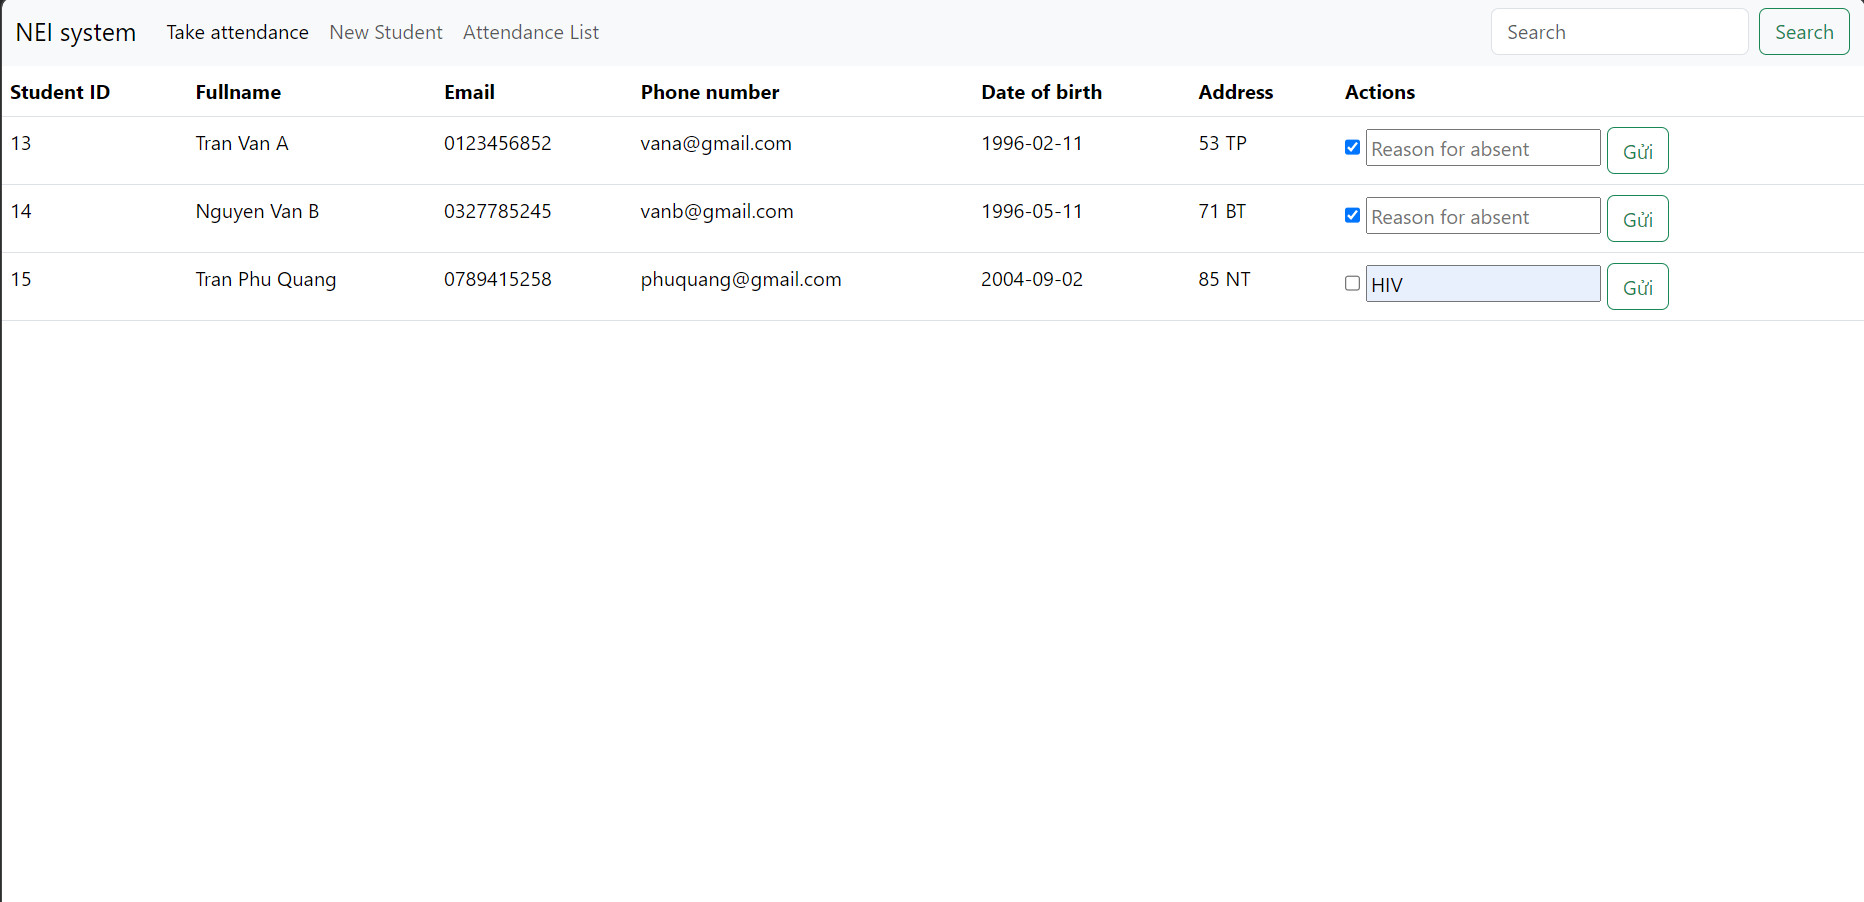 NEI system Take attendance New Student Attendance List Search Search
Student ID Fullname Email Phone number Date of birth Address Actions
13 Tran Van A 0123456852 vana@gmail.com 1996-02-11 53 TP Reason for absent Gửi
14 Nguyen Van B 0327785245 vanb@gmail.com 1996-05-11 71 BT Reason for absent Gửi
15 Tran Phu Quang 0789415258 phuquang@gmail.com 2004-09-02 85 NT HIV Gửi